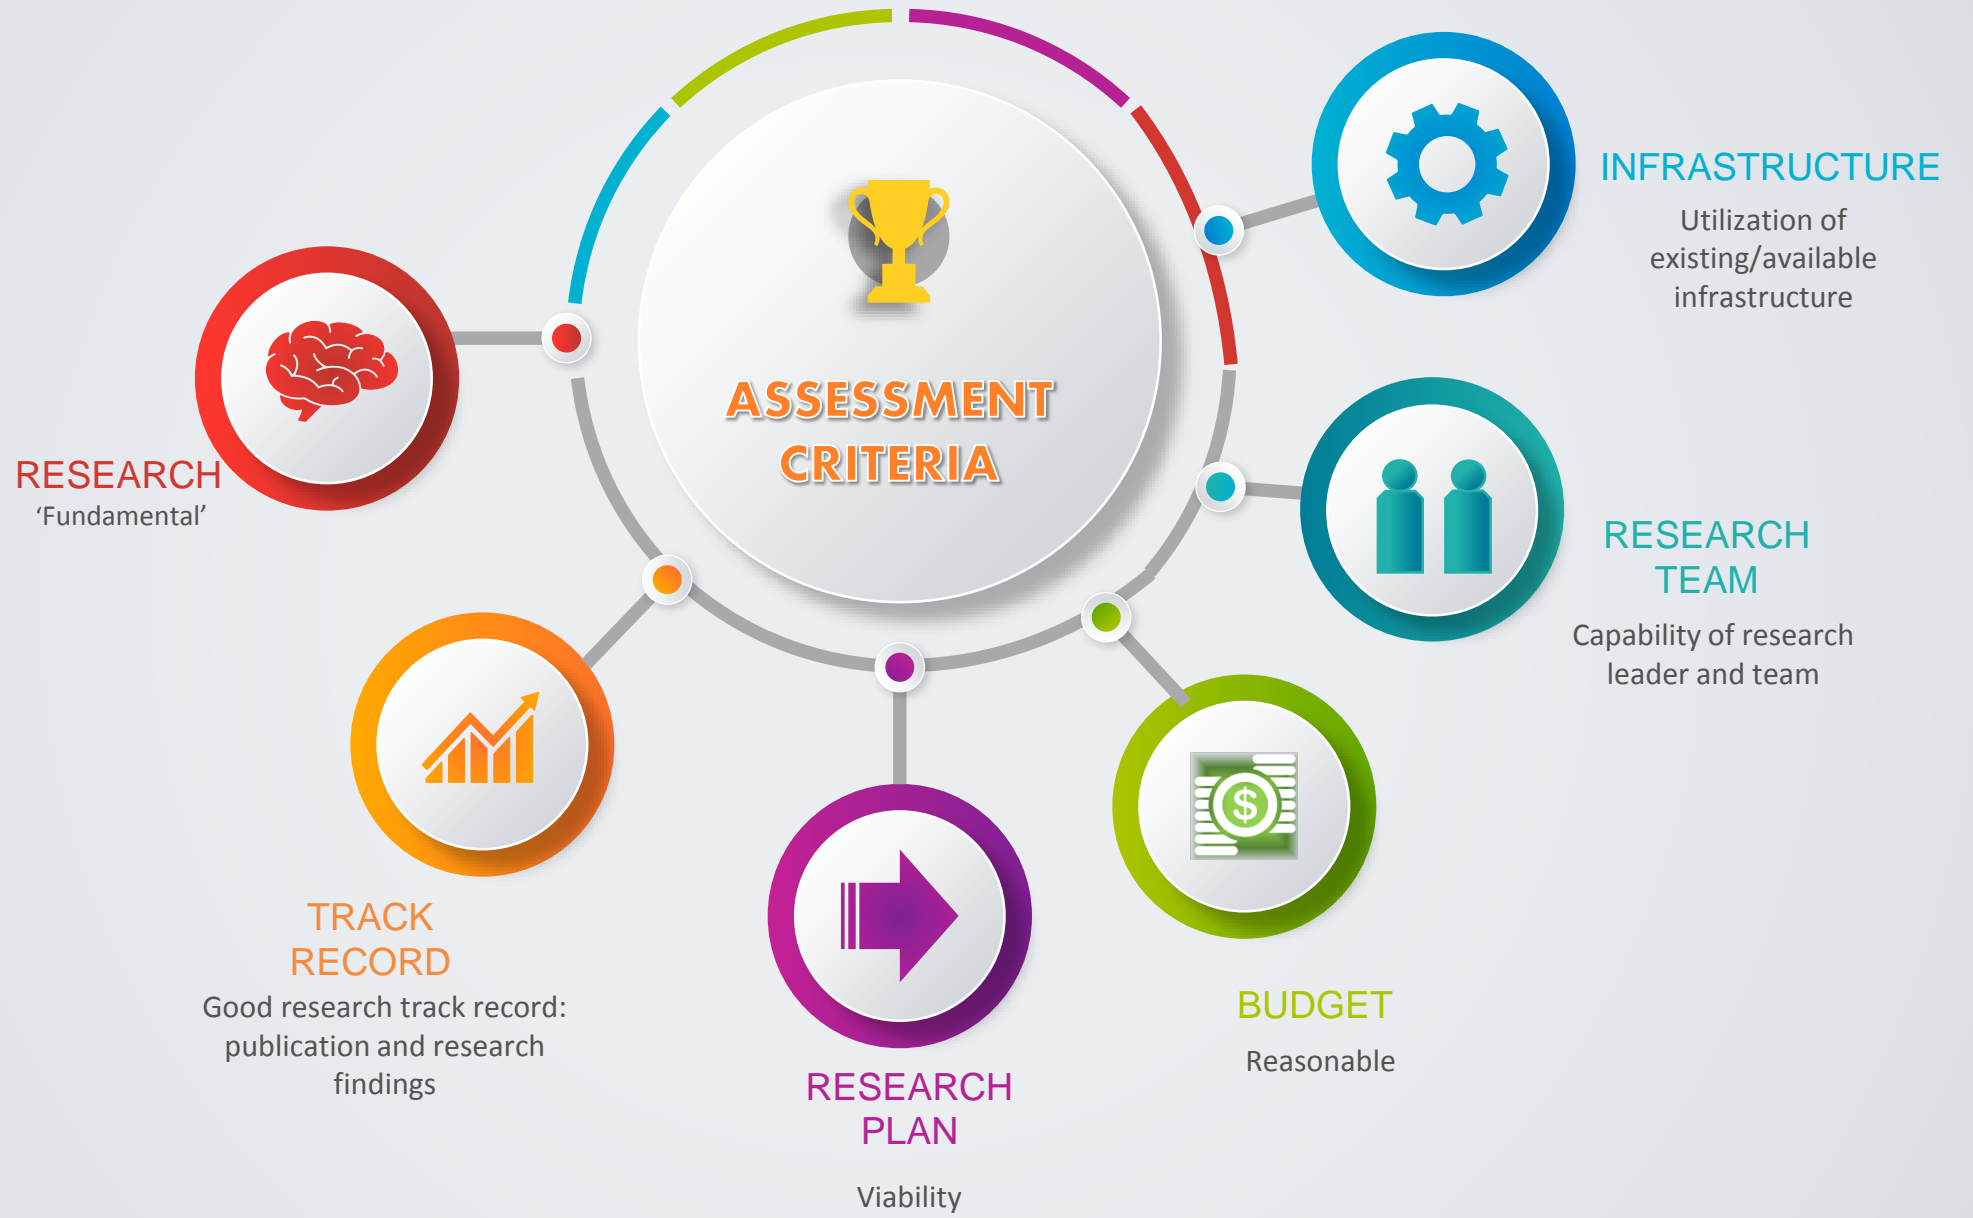 ASSESSMENT
CRITERIA
RESEARCH
‘Fundamental’
TRACK
RECORD
Good research track record:
publication and research
findings
RESEARCH
PLAN
Viability
BUDGET
Reasonable
$
RESEARCH
TEAM
Capability of research
leader and team
INFRASTRUCTURE
Utilization of
existing/available
infrastructure